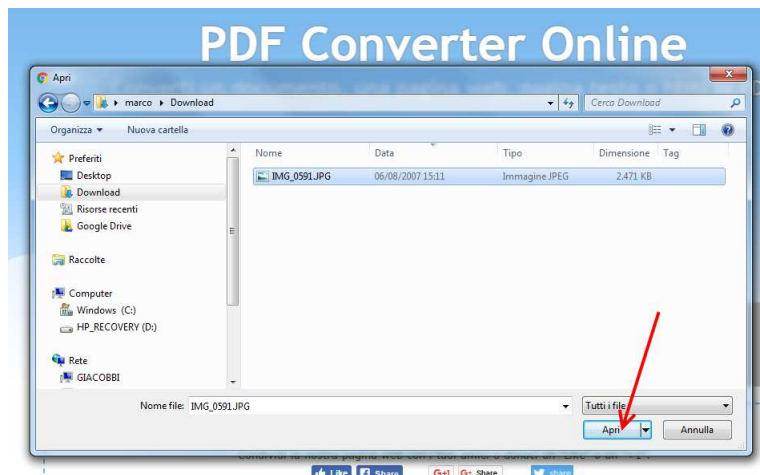 PDF Converter Online
Apri
marco ▸ Download
Cerca Download
Organizza
Nuova cartella
Preferiti
Desktop
Download
Risorse recenti
Google Drive
Raccolte
Computer
Windows (C:)
HP_RECOVERY (D:)
Rete
GIACOBBI
Nome Data Tipo Dimensione Tag
IMG_0591.JPG 06/08/2007 15:11 Immagine JPEG 2.471 KB
Nome file: IMG_0591.JPG
Tutti i file
Apri
Annulla
Like Share G+1 G+ Share share